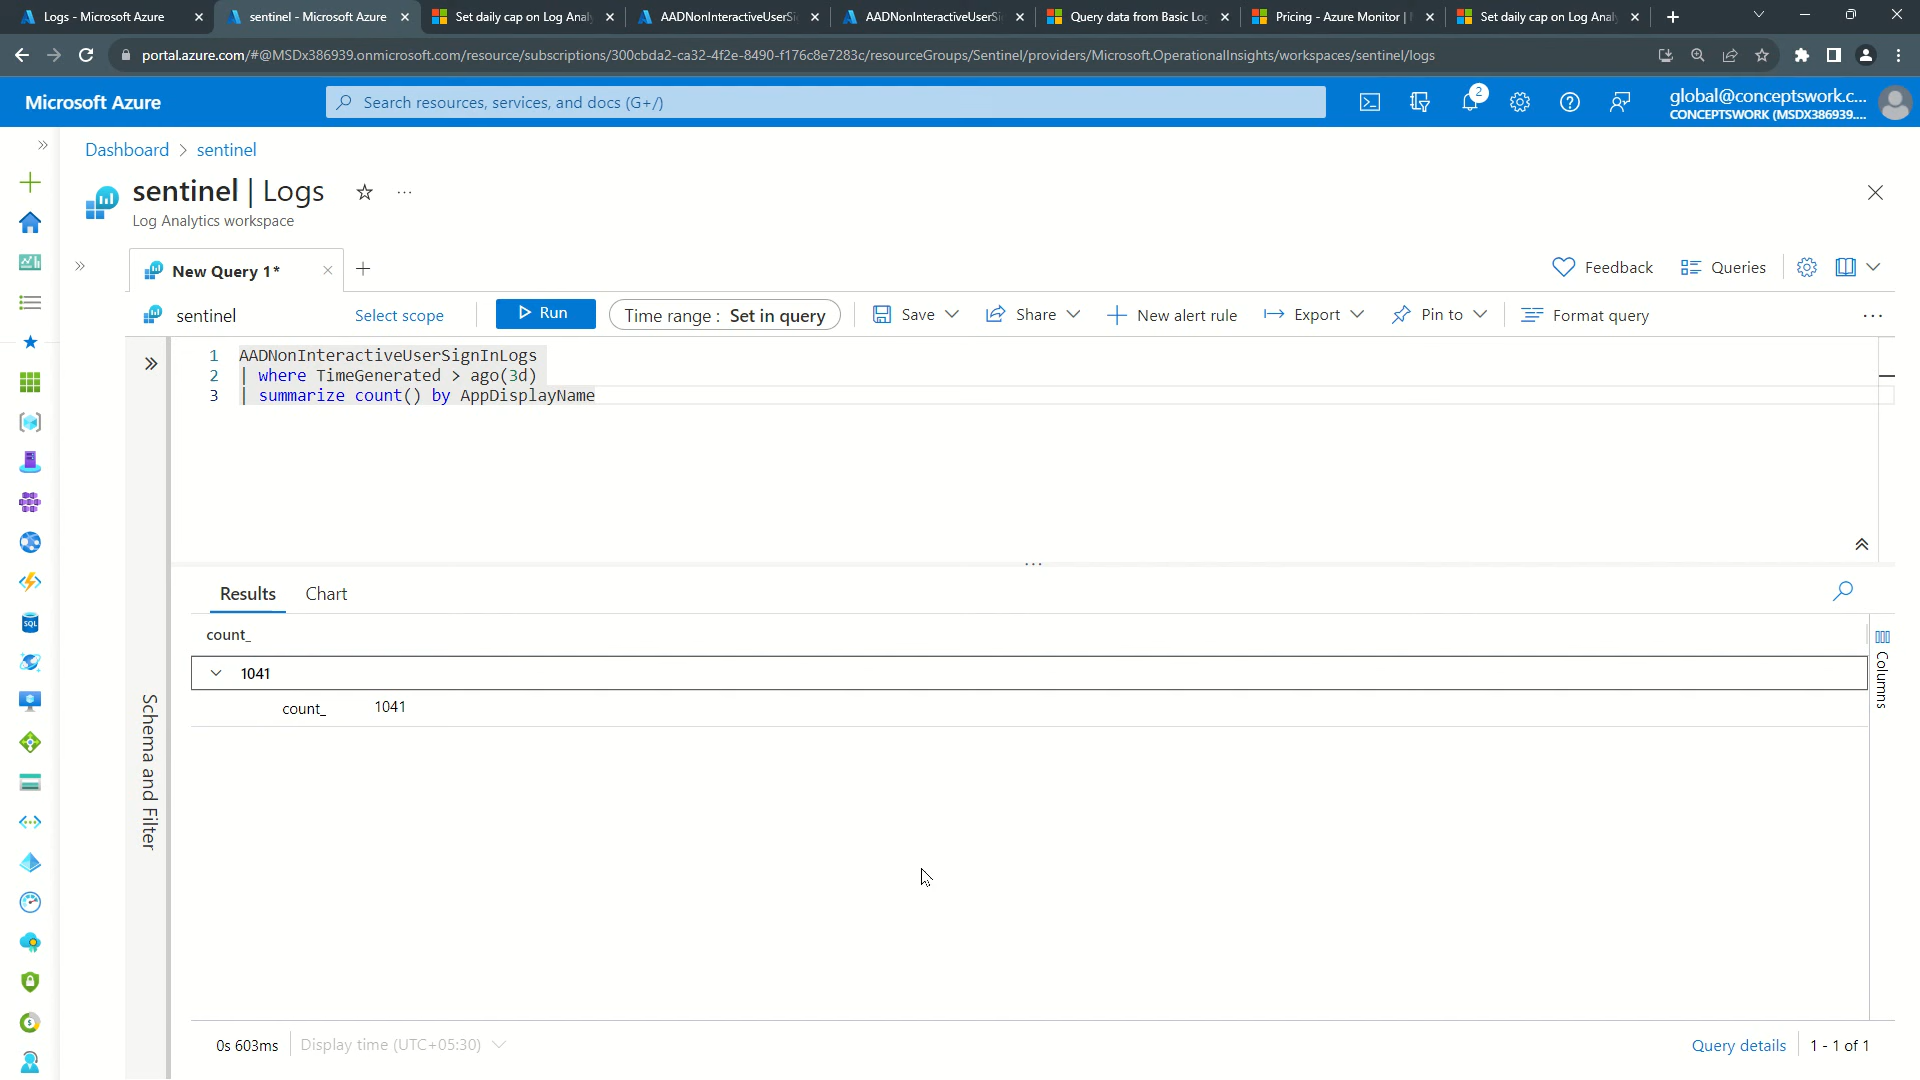 Logs - Microsoft Azure
sentinel - Microsoft Azure
Set daily cap on Log Anal
AADNonInteractiveUserSi
AADNonInteractiveUserSi
Query data from Basic Lo
Pricing - Azure Monitor |
Set daily cap on Log Anal
portal.azure.com/#@MSDx386939.onmicrosoft.com/resource/subscriptions/300cbda2-ca32-4f2e-8490-f176c8e7283c/resourceGroups/Sentinel/providers/Microsoft.OperationalInsights/workspaces/sentinel/logs
Microsoft Azure
Search resources, services, and docs (G+/)
2
global@conceptswork.c...
CONCEPTSWORK (MSDX386939....
Dashboard > sentinel
sentinel | Logs
Log Analytics workspace
New Query 1*
Feedback
Queries
sentinel
Select scope
Run
Time range : Set in query
Save
Share
New alert rule
Export
Pin to
Format query
1 AADNonInteractiveUserSignInLogs
2 | where TimeGenerated > ago(3d)
3 | summarize count() by AppDisplayName
Schema and Filter
Results
Chart
count_
1041
count_ 1041
Columns
0s 603ms
Display time (UTC+05:30)
Query details
1 - 1 of 1